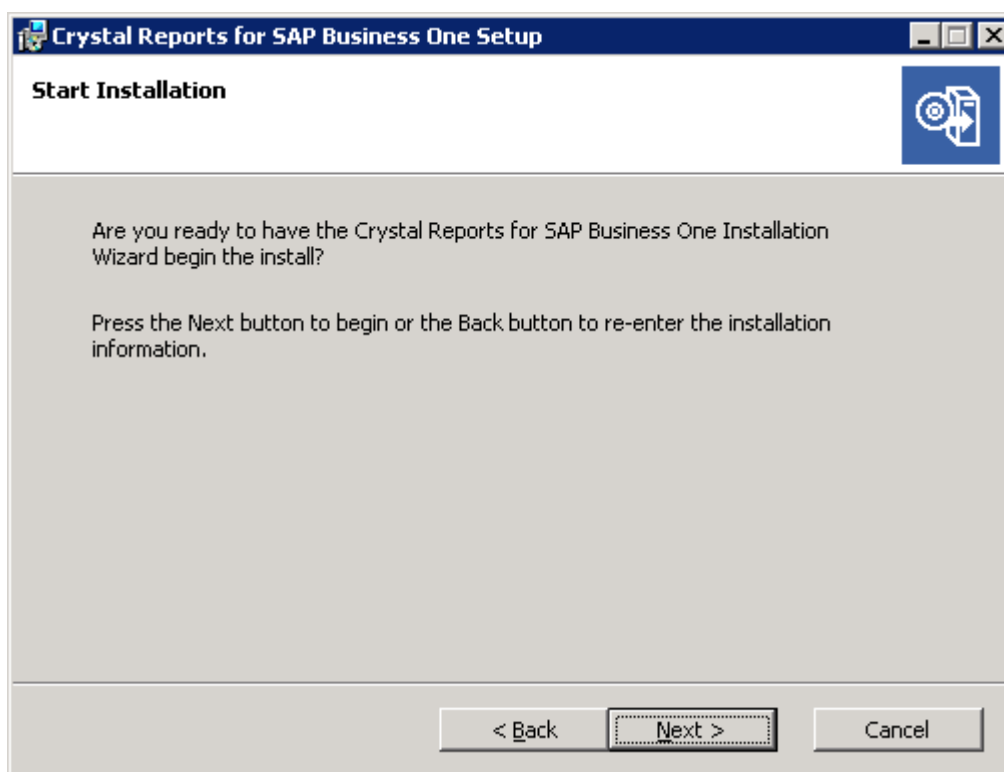 Crystal Reports for SAP Business One Setup
Start Installation
Are you ready to have the Crystal Reports for SAP Business One Installation
Wizard begin the install?
Press the Next button to begin or the Back button to re-enter the installation
information.
< Back
Next >
Cancel